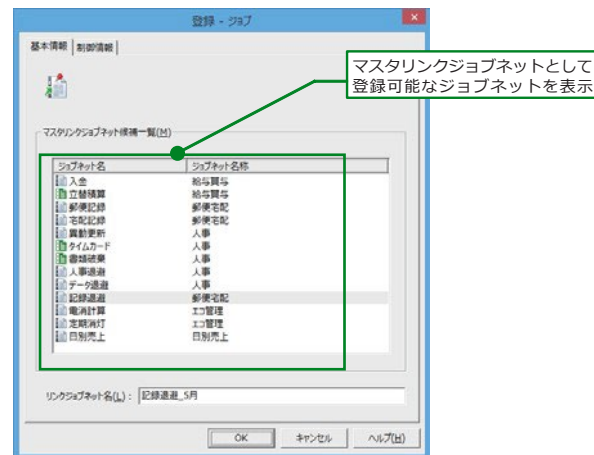 登録 - ジョブ
基本情報 制御情報
マスタリンクジョブネットとして
登録可能なジョブネットを表示
マスタリンクジョブネット候補一覧(M)
ジョブネット名 ジョブネット名称
入金 給与賞与
立替積算 給与賞与
郵便記録 郵便宅配
宅配記録 郵便宅配
異動更新 人事
タイムカード 人事
書類破棄 人事
人事退避 人事
データ退避 人事
記録退避 郵便宅配
電消計算 エコ管理
定期消灯 エコ管理
日別売上 日別売上
リンクジョブネット名(L): 記録退避_5月
OK キャンセル ヘルプ(H)